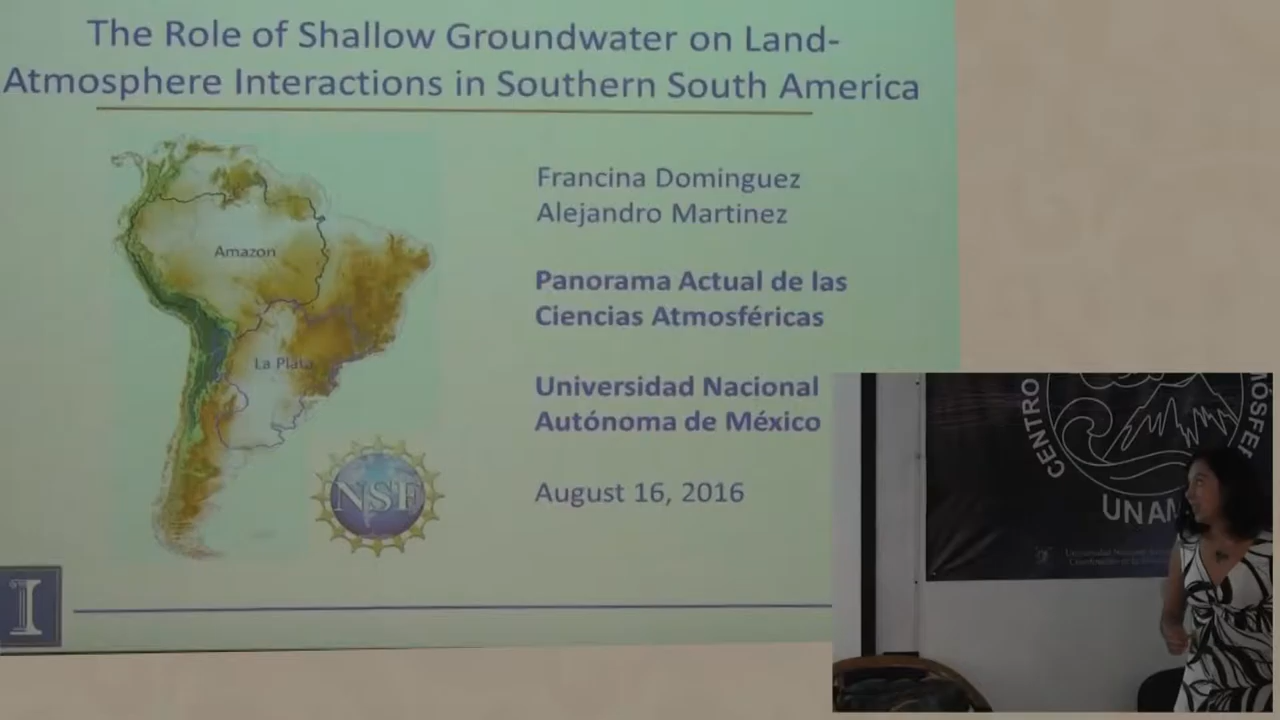 The Role of Shallow Groundwater on Land-
Atmosphere Interactions in Southern South America
Francina Dominguez
Alejandro Martinez
Amazon
Panorama Actual de las
Ciencias Atmosféricas
La Plata
Universidad Nacional
Autónoma de México
NSF
August 16, 2016
I
CENTRO
UNAM